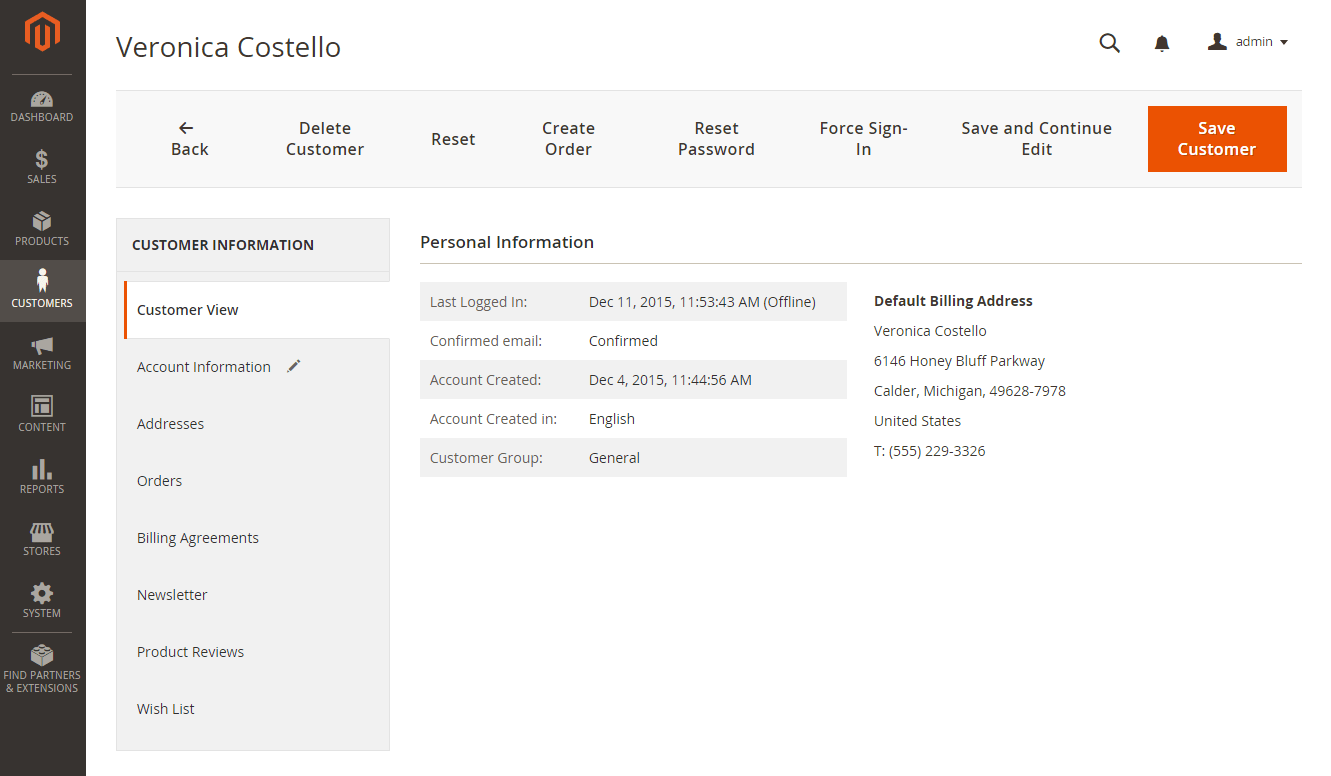 Veronica Costello
admin
DASHBOARD
SALES
PRODUCTS
CUSTOMERS
MARKETING
CONTENT
REPORTS
STORES
SYSTEM
FIND PARTNERS
& EXTENSIONS
Back
Delete
Customer
Reset
Create
Order
Reset
Password
Force Sign-
In
Save and Continue
Edit
Save
Customer
CUSTOMER INFORMATION
Customer View
Account Information
Addresses
Orders
Billing Agreements
Newsletter
Product Reviews
Wish List
Personal Information
Last Logged In: Dec 11, 2015, 11:53:43 AM (Offline)
Confirmed email: Confirmed
Account Created: Dec 4, 2015, 11:44:56 AM
Account Created in: English
Customer Group: General
Default Billing Address
Veronica Costello
6146 Honey Bluff Parkway
Calder, Michigan, 49628-7978
United States
T: (555) 229-3326